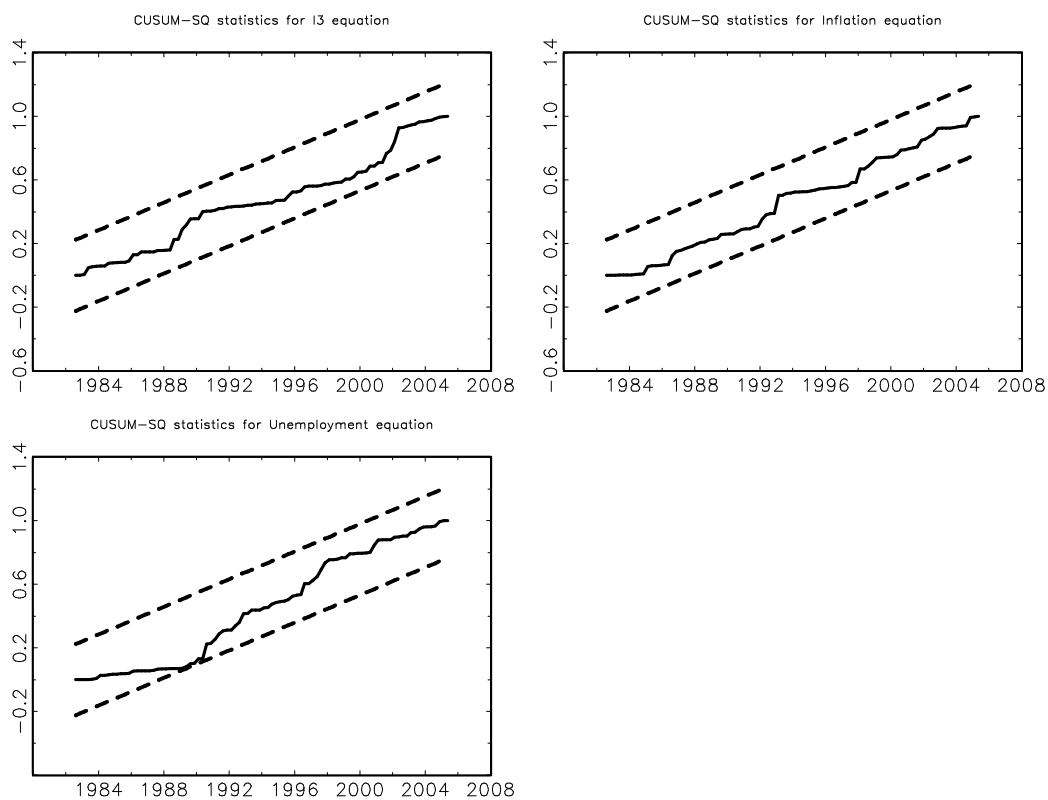 CUSUM-SQ statistics for I3 equation
1.4
1.0
0.6
0.2
-0.2
-0.6
1984 1988 1992 1996 2000 2004 2008
CUSUM-SQ statistics for Inflation equation
1.4
1.0
0.6
0.2
-0.2
-0.6
1984 1988 1992 1996 2000 2004 2008
CUSUM-SQ statistics for Unemployment equation
1.4
1.0
0.6
0.2
-0.2
1984 1988 1992 1996 2000 2004 2008